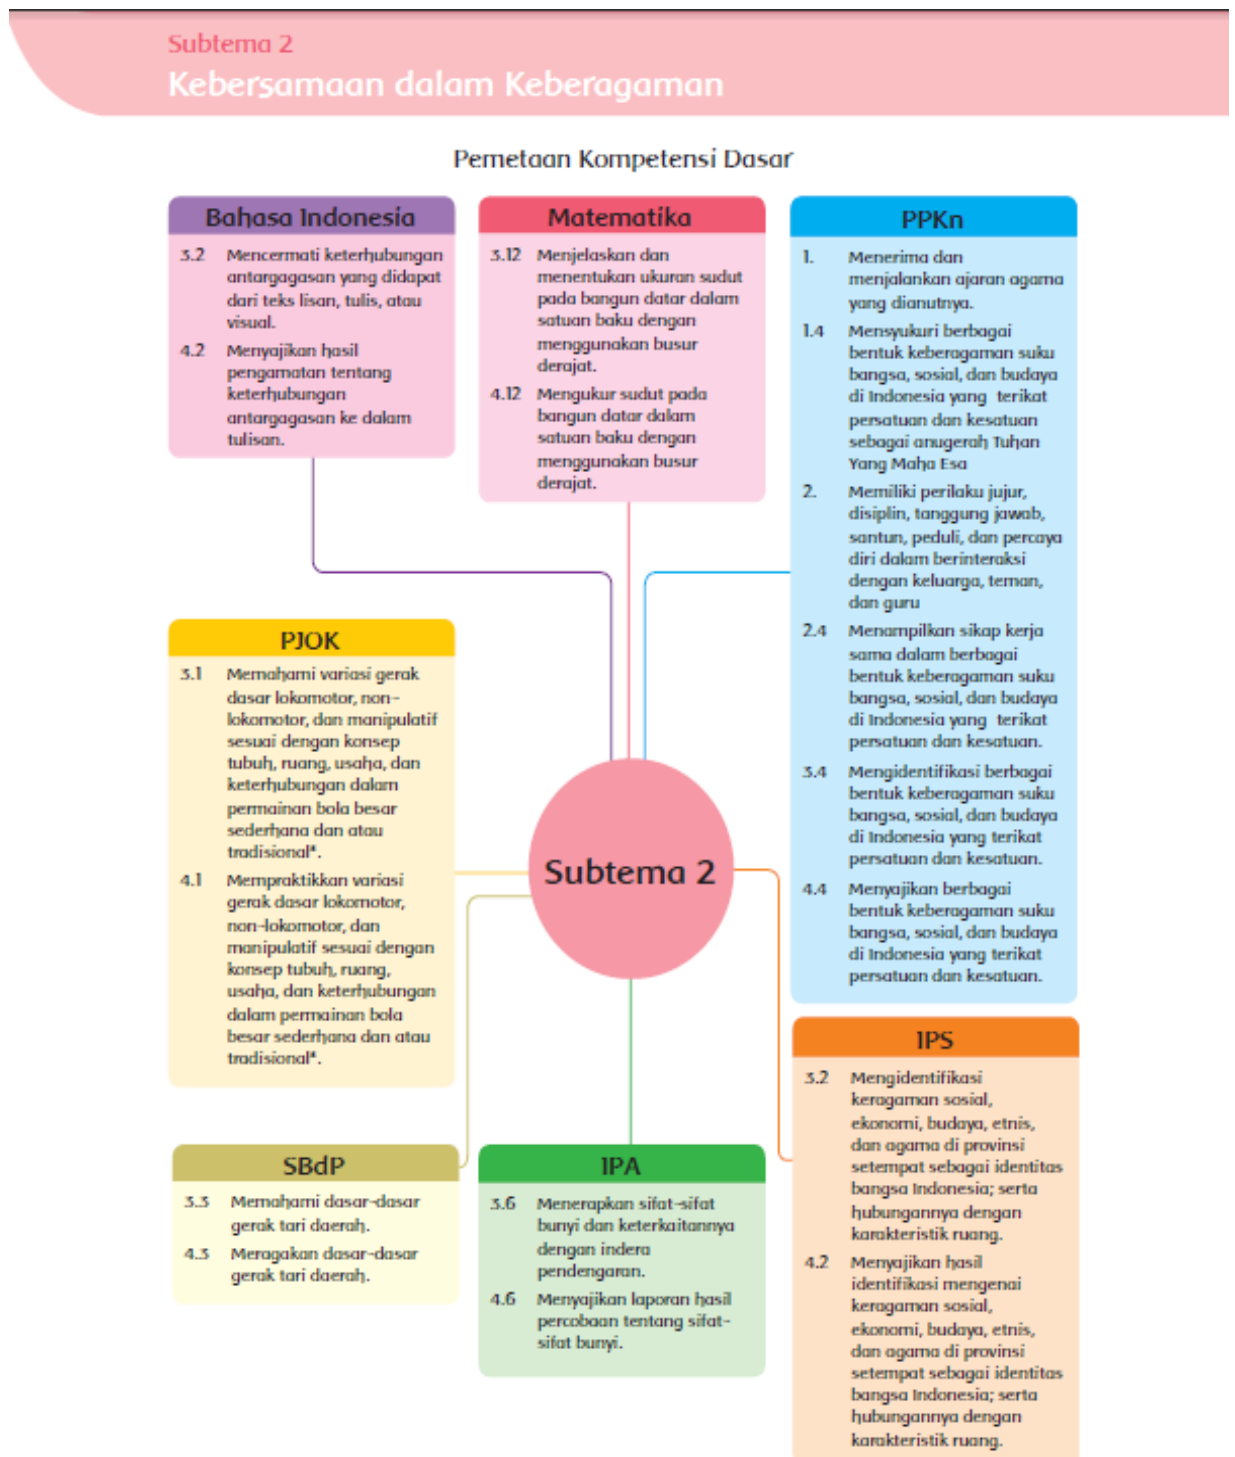 Subtema 2
Kebersamaan dalam Keberagaman
Pemetaan Kompetensi Dasar
Bahasa Indonesia
3.2 Mencermati keterhubungan
antargagasan yang didapat
dari teks lisan, tulis, atau
visual.
4.2 Menyajikan hasil
pengamatan tentang
keterhubungan
antargagasan ke dalam
tulisan.
Matematika
3.12 Menjelaskan dan
menentukan ukuran sudut
pada bangun datar dalam
satuan baku dengan
menggunakan busur
derajat.
4.12 Mengukur sudut pada
bangun datar dalam
satuan baku dengan
menggunakan busur
derajat.
PPKn
1. Menerima dan
menjalankan ajaran agama
yang dianutnya.
1.4 Mensyukuri berbagai
bentuk keberagaman suku
bangsa, sosial, dan budaya
di Indonesia yang terikat
persatuan dan kesatuan
sebagai anugerah Tuhan
Yang Maha Esa
2. Memiliki perilaku jujur,
disiplin, tanggung jawab,
santun, peduli, dan percaya
diri dalam berinteraksi
dengan keluarga, teman,
dan guru
2.4 Menampilkan sikap kerja
sama dalam berbagai
bentuk keberagaman suku
bangsa, sosial, dan budaya
di Indonesia yang terikat
persatuan dan kesatuan.
3.4 Mengidentifikasi berbagai
bentuk keberagaman suku
bangsa, sosial, dan budaya
di Indonesia yang terikat
persatuan dan kesatuan.
4.4 Menyajikan berbagai
bentuk keberagaman suku
bangsa, sosial, dan budaya
di Indonesia yang terikat
persatuan dan kesatuan.
PJOK
3.1 Memahami variasi gerak
dasar lokomotor, non-
lokomotor, dan manipulatif
sesuai dengan konsep
tubuh, ruang, usaha, dan
keterhubungan dalam
permainan bola besar
sederhana dan atau
tradisional*.
4.1 Mempraktikkan variasi
gerak dasar lokomotor,
non-lokomotor, dan
manipulatif sesuai dengan
konsep tubuh, ruang,
usaha, dan keterhubungan
dalam permainan bola
besar sederhana dan atau
tradisional*.
Subtema 2
SBdP
3.3 Memahami dasar-dasar
gerak tari daerah.
4.3 Meragakan dasar-dasar
gerak tari daerah.
IPA
3.6 Menerapkan sifat-sifat
bunyi dan keterkaitannya
dengan indera
pendengaran.
4.6 Menyajikan laporan hasil
percobaan tentang sifat-
sifat bunyi.
IPS
3.2 Mengidentifikasi
keragaman sosial,
ekonomi, budaya, etnis,
dan agama di provinsi
setempat sebagai identitas
bangsa Indonesia; serta
hubungannya dengan
karakteristik ruang.
4.2 Menyajikan hasil
identifikasi mengenai
keragaman sosial,
ekonomi, budaya, etnis,
dan agama di provinsi
setempat sebagai identitas
bangsa Indonesia; serta
hubungannya dengan
karakteristik ruang.